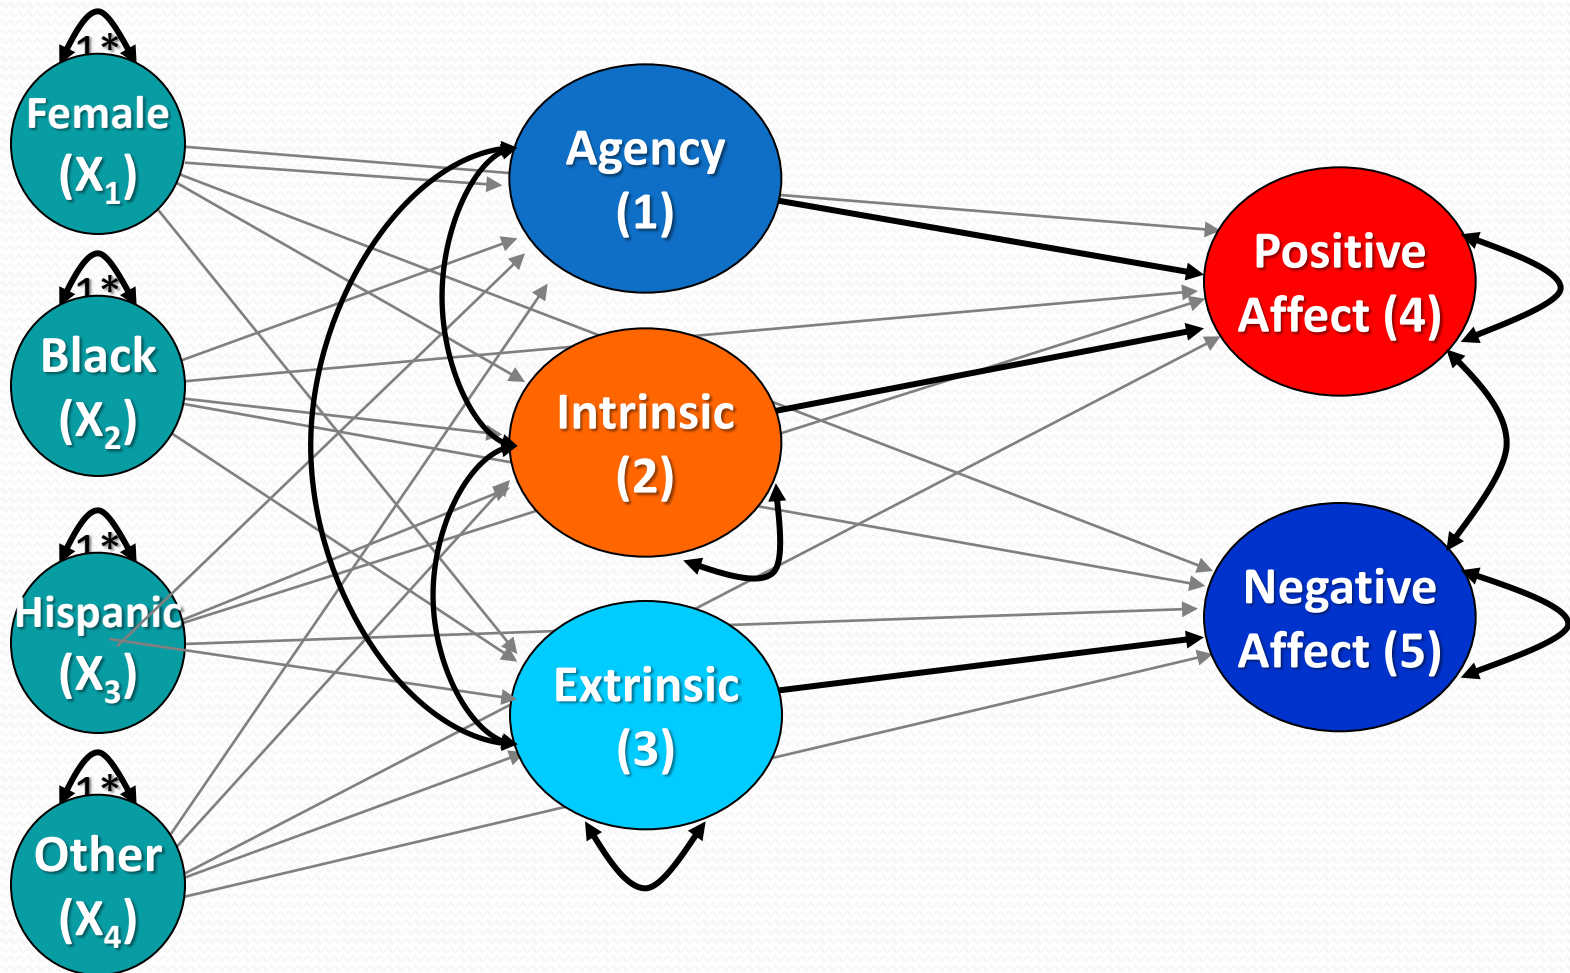 1*
Female
(X1)
1*
Black
(X2)
1*
Hispanic
(X3)
1*
Other
(X4)
Agency
(1)
Intrinsic
(2)
Extrinsic
(3)
Positive
Affect (4)
Negative
Affect (5)